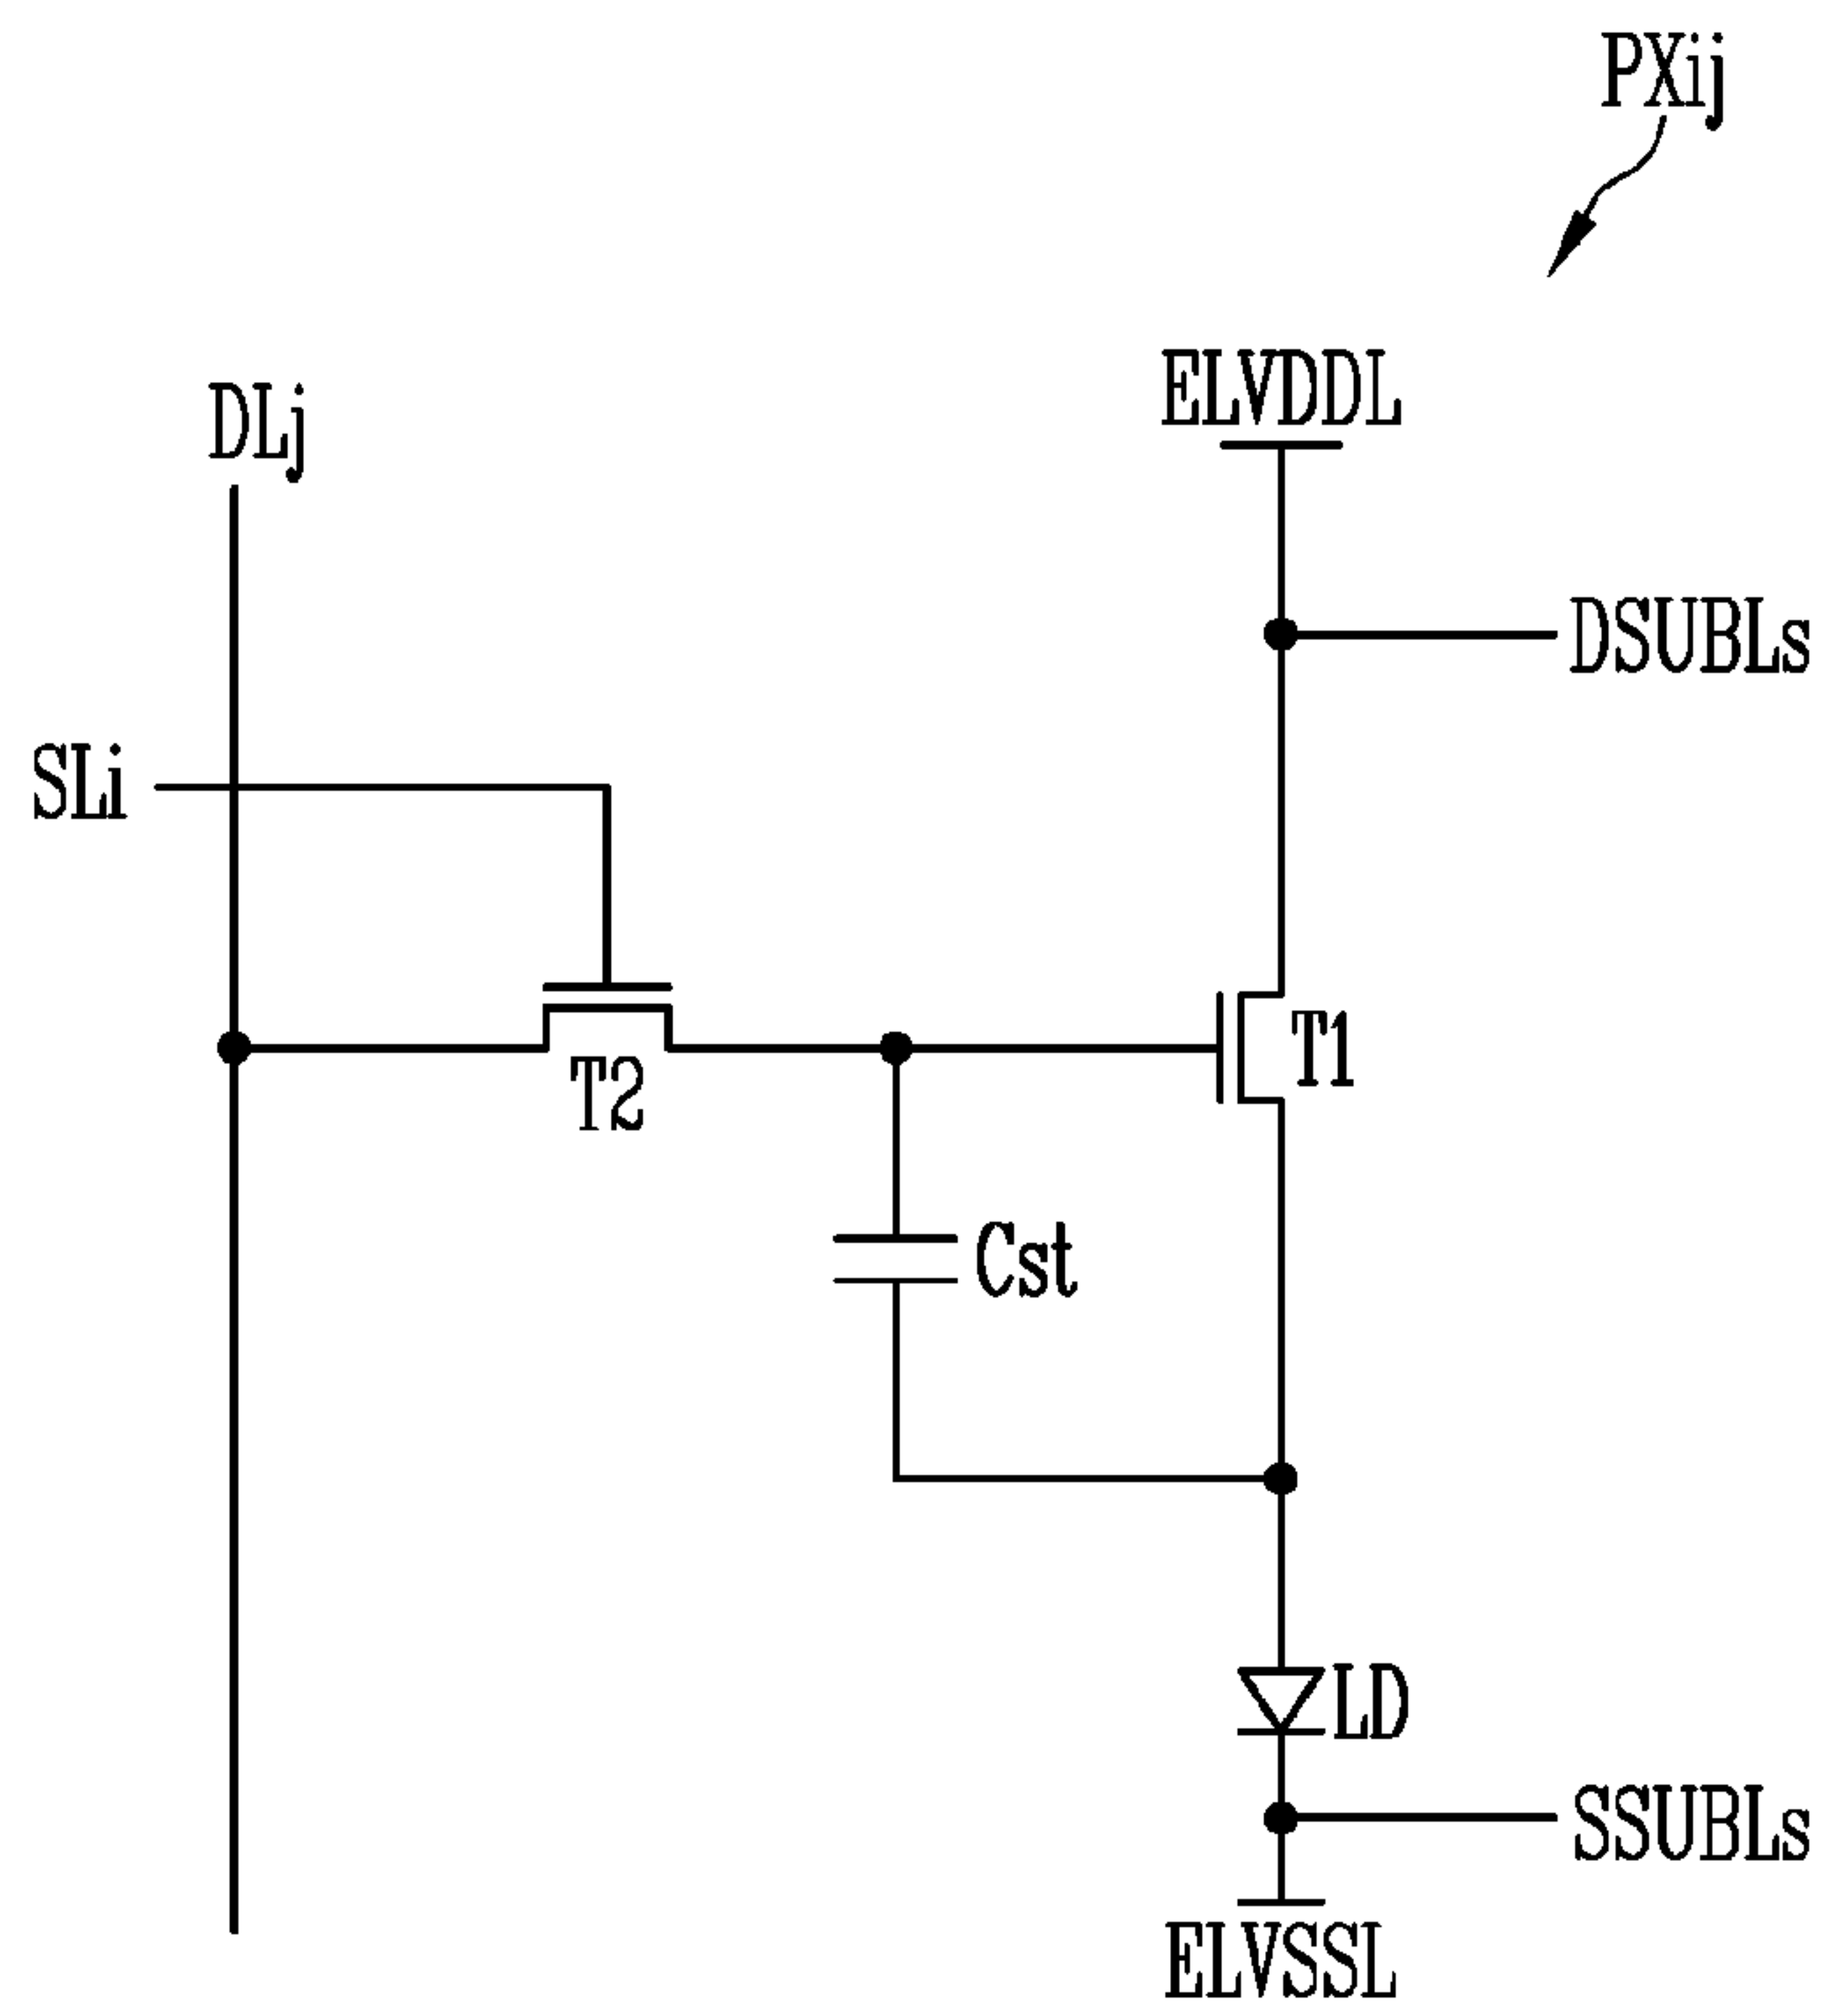 PXij
ELVDDL
DLj
DSUBLs
SLi
T1
T2
Cst
LD
SSUBLs
ELVSSL